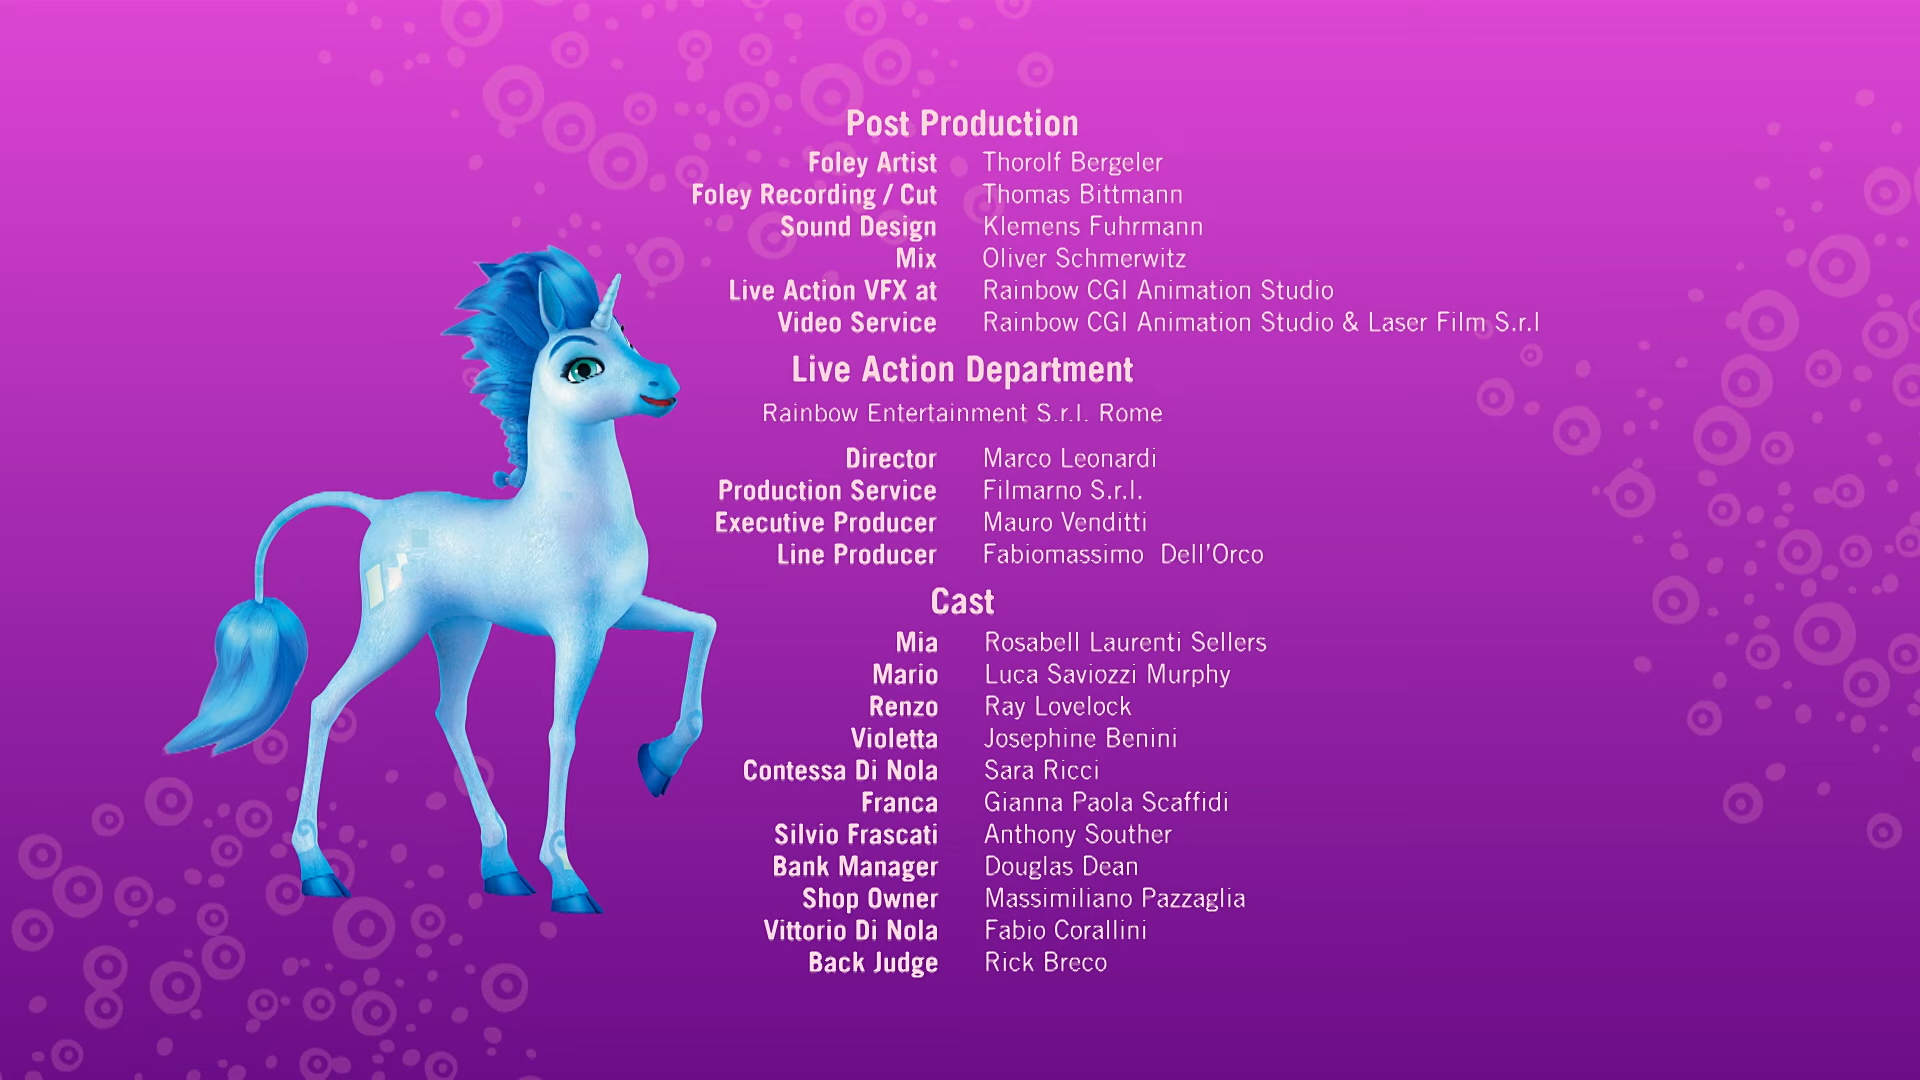 Post Production
Foley Artist Thorolf Bergeler
Foley Recording / Cut Thomas Bittmann
Sound Design Klemens Fuhrmann
Mix Oliver Schmerwitz
Live Action VFX at Rainbow CGI Animation Studio
Video Service Rainbow CGI Animation Studio & Laser Film S.r.l
Live Action Department
Rainbow Entertainment S.r.l. Rome
Director Marco Leonardi
Production Service Filmarno S.r.l.
Executive Producer Mauro Venditti
Line Producer Fabiomassimo Dell'Orco
Cast
Mia Rosabell Laurenti Sellers
Mario Luca Saviozzi Murphy
Renzo Ray Lovelock
Violetta Josephine Benini
Contessa Di Nola Sara Ricci
Franca Gianna Paola Scaffidi
Silvio Frascati Anthony Souther
Bank Manager Douglas Dean
Shop Owner Massimiliano Pazzaglia
Vittorio Di Nola Fabio Corallini
Back Judge Rick Breco